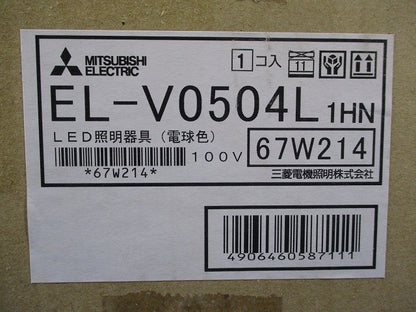 MITSUBISHI
ELECTRIC
1コ入
11
EL-V0504L 1HN
LED照明器具(電球色)
100V
67W214
*67W214*
三菱電機照明株式会社
4906460587111